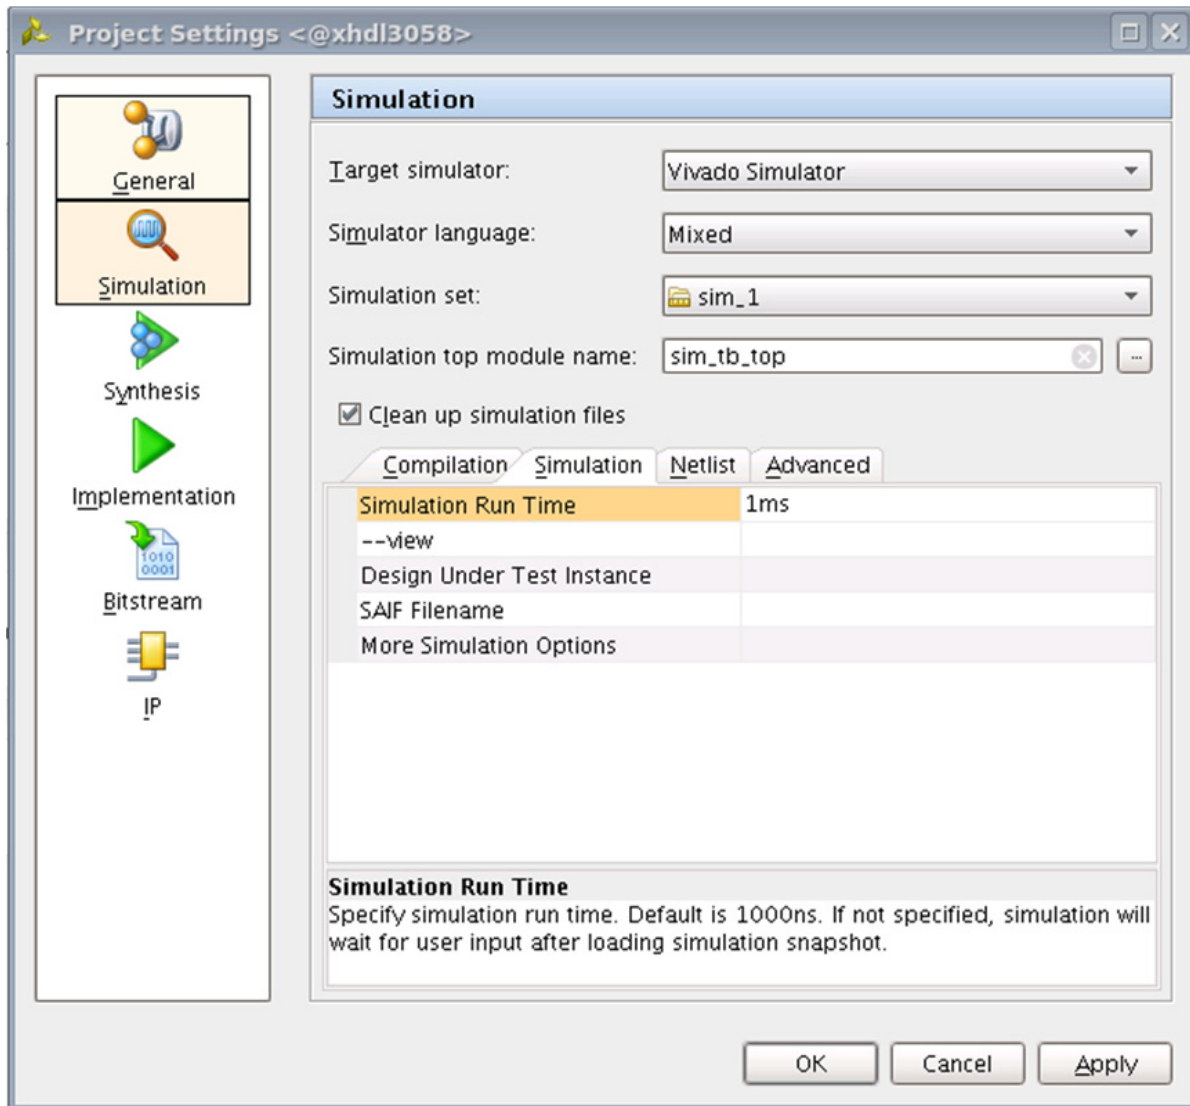 Project Settings <@xhdl3058>
General
Simulation
Synthesis
Implementation
1010
0001
Bitstream
IP
Simulation
Target simulator:
Vivado Simulator
Simulator language:
Mixed
Simulation set:
sim_1
Simulation top module name:
sim_tb_top
...
Clean up simulation files
Compilation Simulation Netlist Advanced
Simulation Run Time 1ms
--view
Design Under Test Instance
SAIF Filename
More Simulation Options
Simulation Run Time
Specify simulation run time. Default is 1000ns. If not specified, simulation will
wait for user input after loading simulation snapshot.
OK Cancel Apply